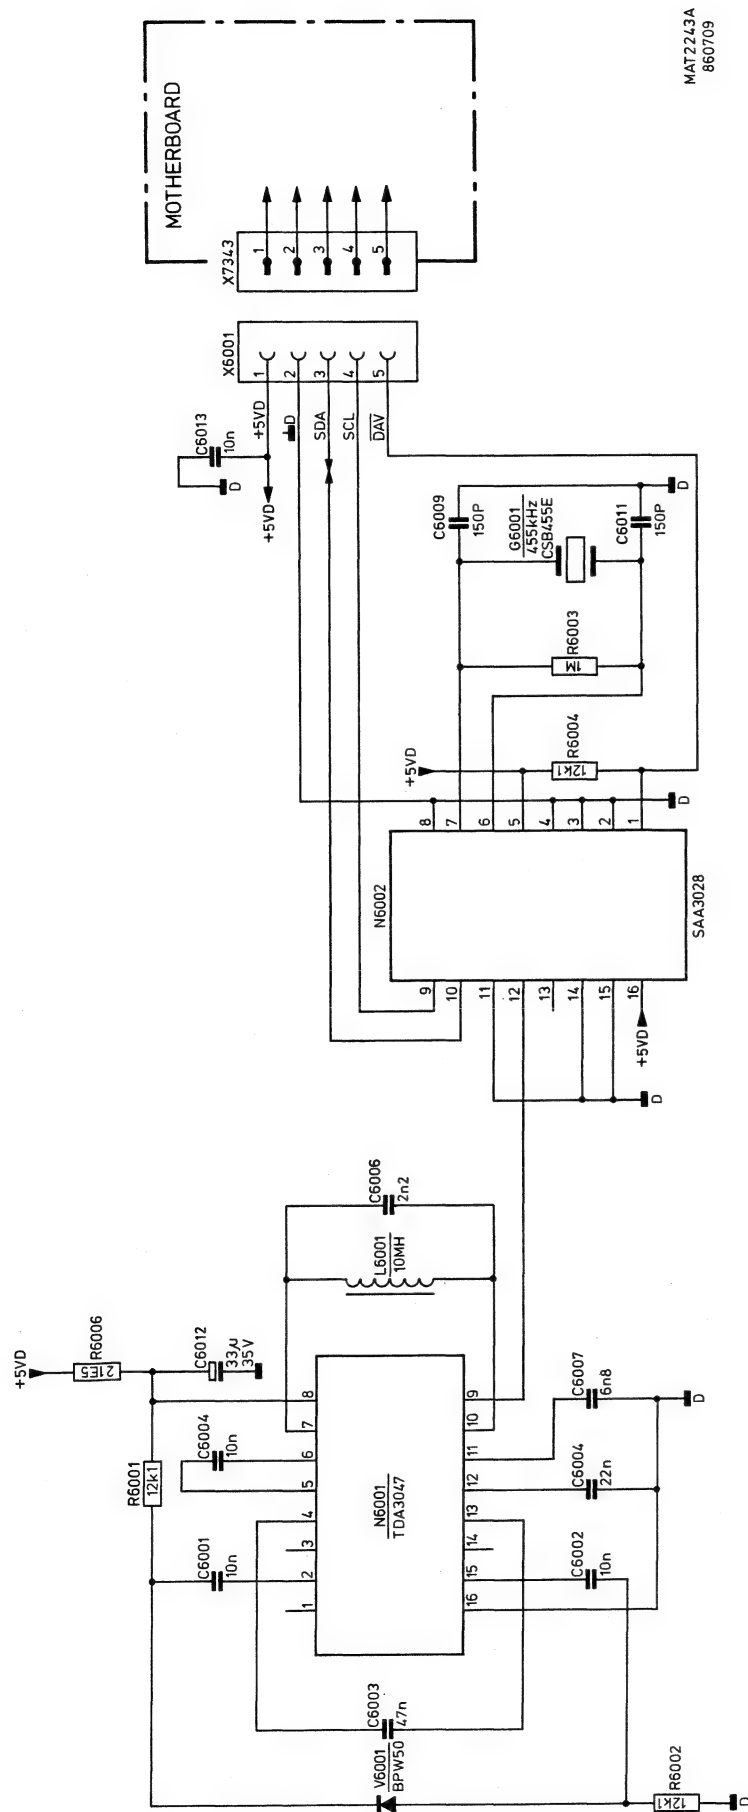 MAT2243A
860709
MOTHERBOARD
X7343
1
2
3
4
5
X6001
1
2
3
4
5
+5VD
D
SDA
SCL
DAV
C6013
10n
D
+5VD
C6009
150P
G6001
455kHz
CSB455E
C6011
150P
D
R6003
1M
R6004
12k1
+5VD
D
N6002
SAA3028
8
7
6
5
4
3
2
1
9
10
11
12
13
14
15
16
+5VD
D
C6006
2n2
L6001
10MH
+5VD
R6006
21E5
C6012
33µ
35V
R6001
12k1
C6004
10n
C6001
10n
N6001
TDA3047
8
7
6
5
4
3
2
1
9
10
11
12
13
14
15
16
C6007
6n8
C6004
22n
C6002
10n
D
C6003
47n
V6001
BPW50
R6002
12k1
D